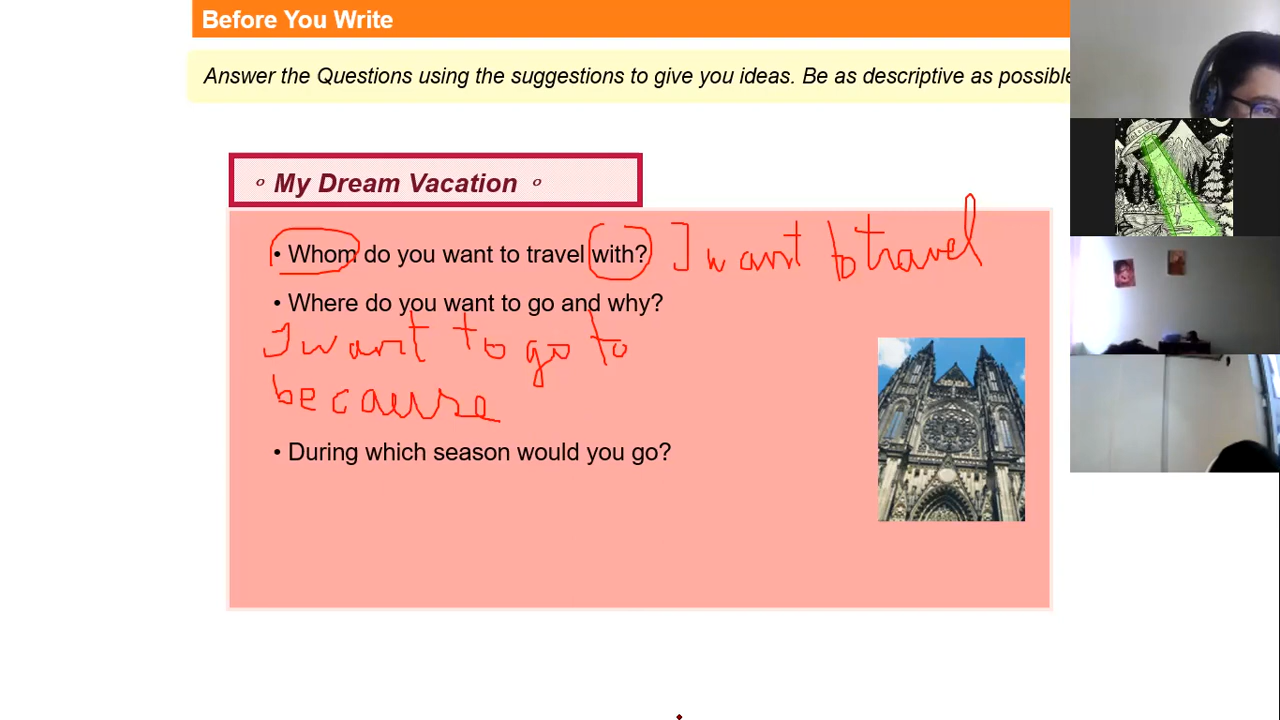 Before You Write
Answer the Questions using the suggestions to give you ideas. Be as descriptive as possible
My Dream Vacation
• Whom do you want to travel with? I want to travel
• Where do you want to go and why?
I want to go to
because
• During which season would you go?